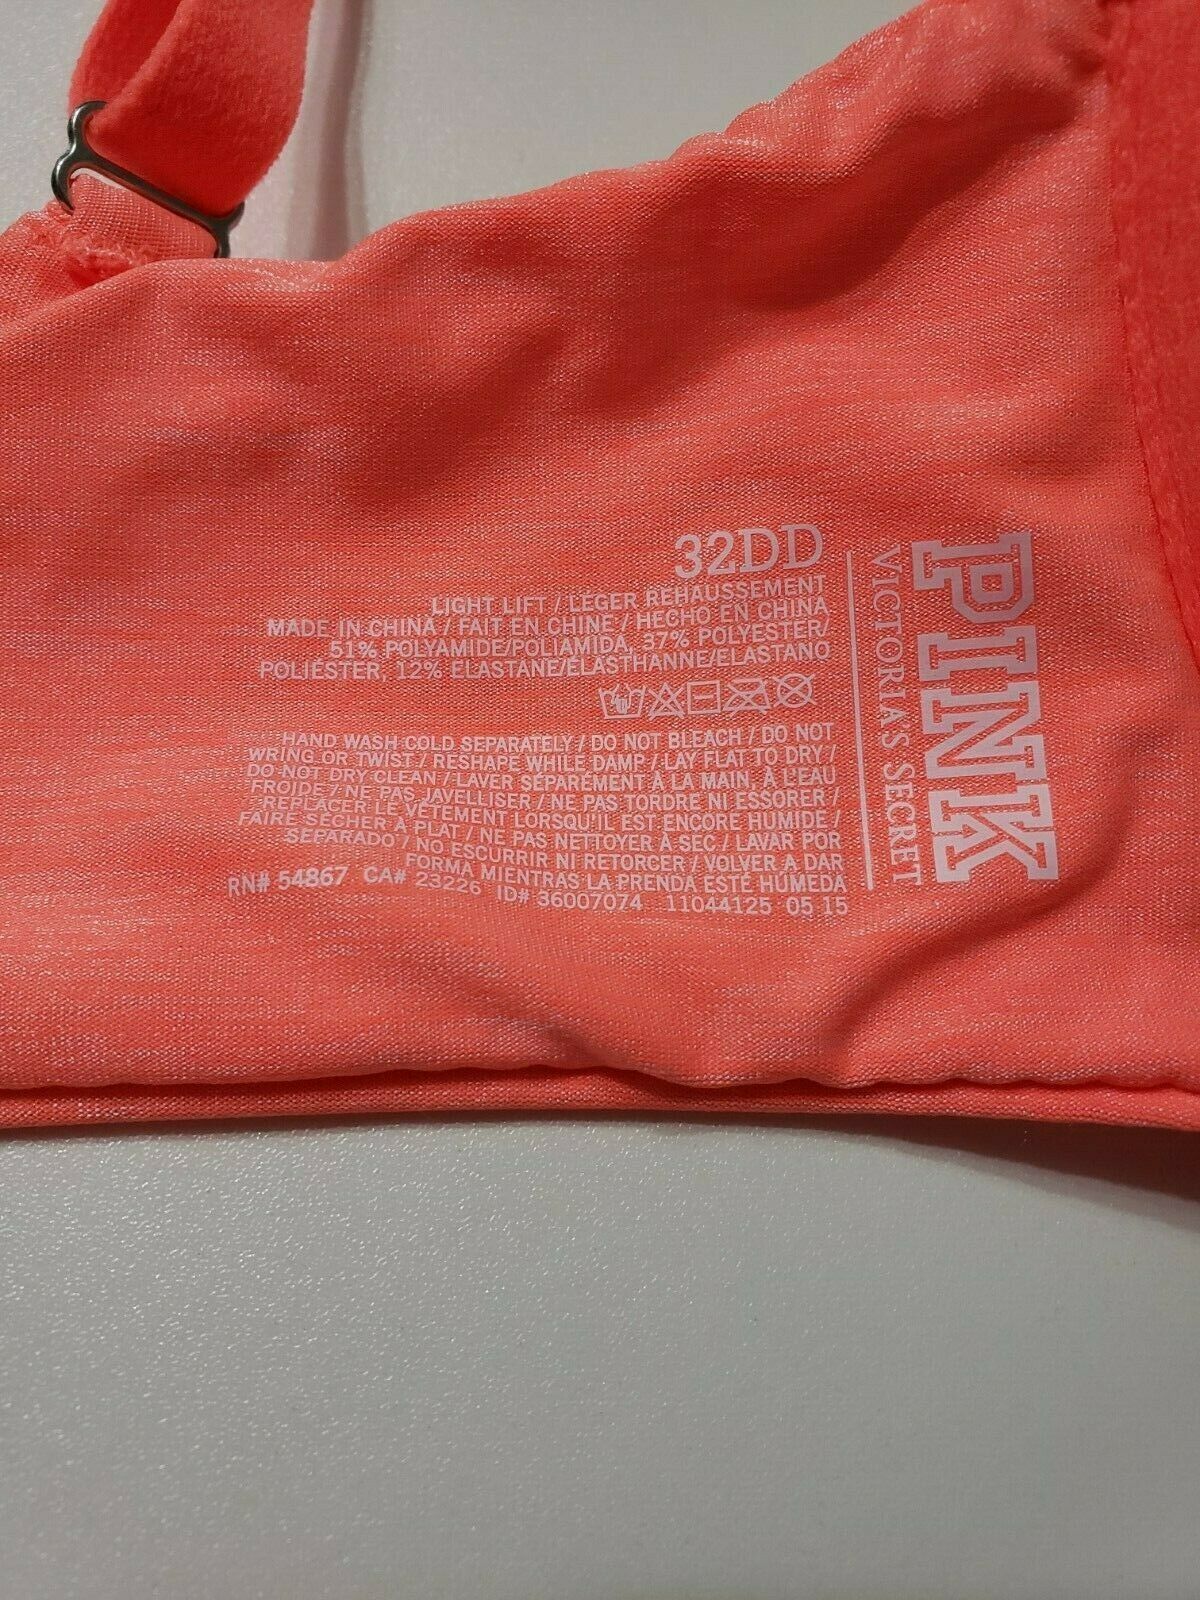 32DD
LIGHT LIFT / LÉGER REHAUSSEMENT
MADE IN CHINA / FAIT EN CHINE / HECHO EN CHINA
51% POLYAMIDE/POLIAMIDA, 37% POLYESTER/
POLIÉSTER, 12% ELASTANE/ÉLASTHANNE/ELASTANO
HAND WASH COLD SEPARATELY / DO NOT BLEACH / DO NOT
WRING OR TWIST / RESHAPE WHILE DAMP / LAY FLAT TO DRY /
DO NOT DRY CLEAN / LAVER SÉPARÉMENT À LA MAIN, À L'EAU
FROIDE / NE PAS JAVELLISER / NE PAS TORDRE NI ESSORER /
REPLACER LE VÊTEMENT LORSQU'IL EST ENCORE HUMIDE /
FAIRE SÉCHER À PLAT / NE PAS NETTOYER À SEC / LAVAR POR
SEPARADO / NO ESCURRIR NI RETORCER / VOLVER A DAR
FORMA MIENTRAS LA PRENDA ESTÉ HUMEDA
RN# 54867 CA# 23226 ID# 36007074 11044125 05 15
VICTORIA'S SECRET
PINK